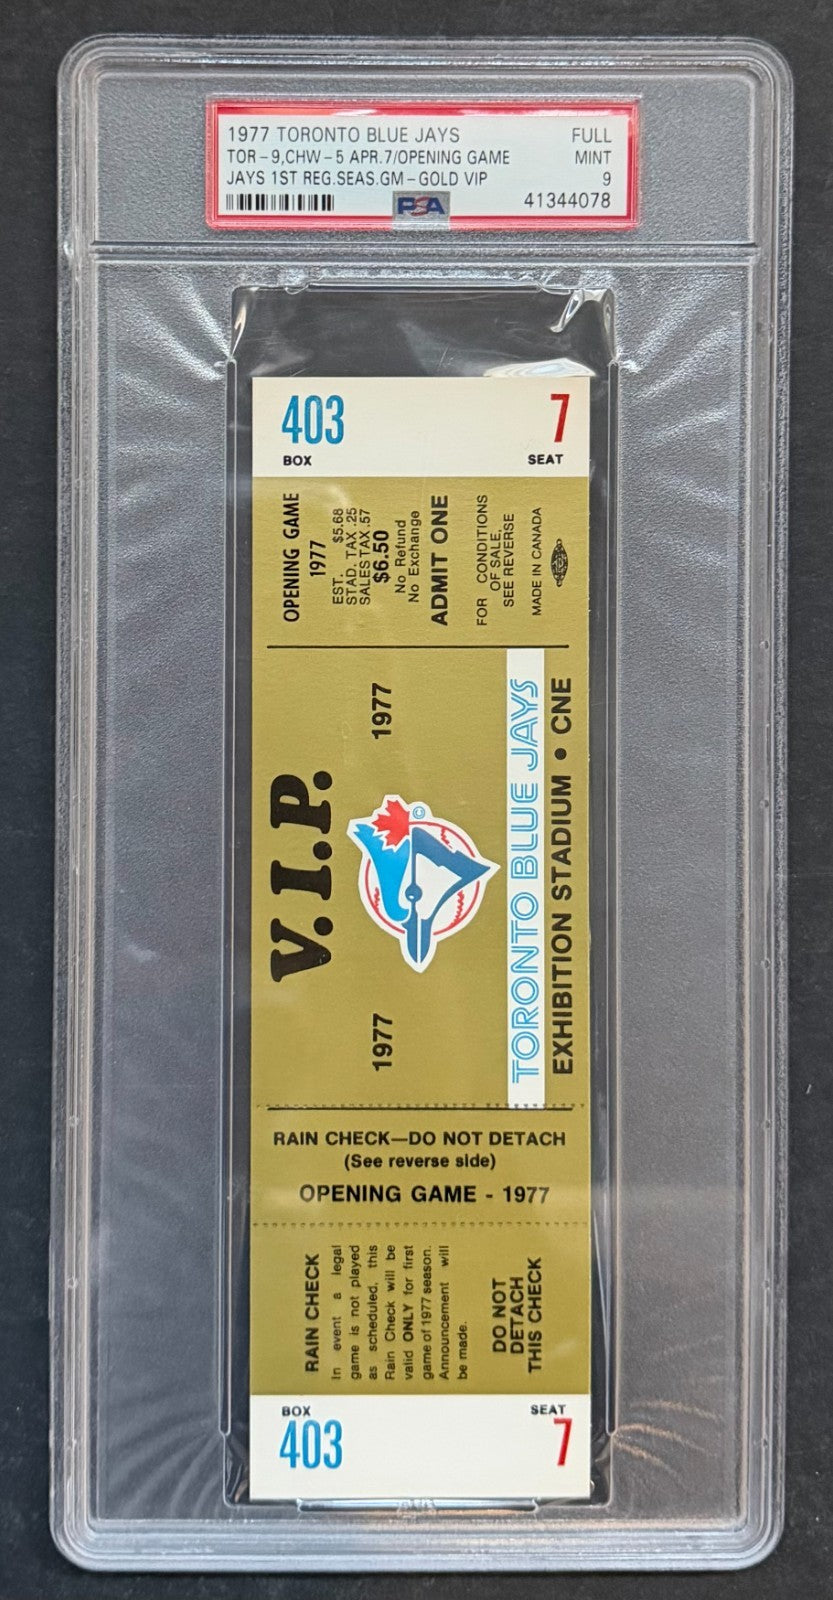 1977 TORONTO BLUE JAYS FULL
TOR-9,CHW-5 APR.7/OPENING GAME MINT
JAYS 1ST REG.SEAS.GM-GOLD VIP 9
PSA 41344078
403 7
BOX SEAT
OPENING GAME
1977
EST. $5.68
STAD. TAX .25
SALES TAX .57
$6.50
No Refund
No Exchange
ADMIT ONE
FOR CONDITIONS
OF SALE,
SEE REVERSE
MADE IN CANADA
V.I.P.
1977 1977
©
TORONTO BLUE JAYS
EXHIBITION STADIUM • CNE
RAIN CHECK—DO NOT DETACH
(See reverse side)
OPENING GAME - 1977
RAIN CHECK
In event a legal
game is not played
as scheduled, this
Rain Check will be
valid ONLY for first
game of 1977 season.
Announcement will
be made.
DO NOT
DETACH
THIS CHECK
BOX SEAT
403 7